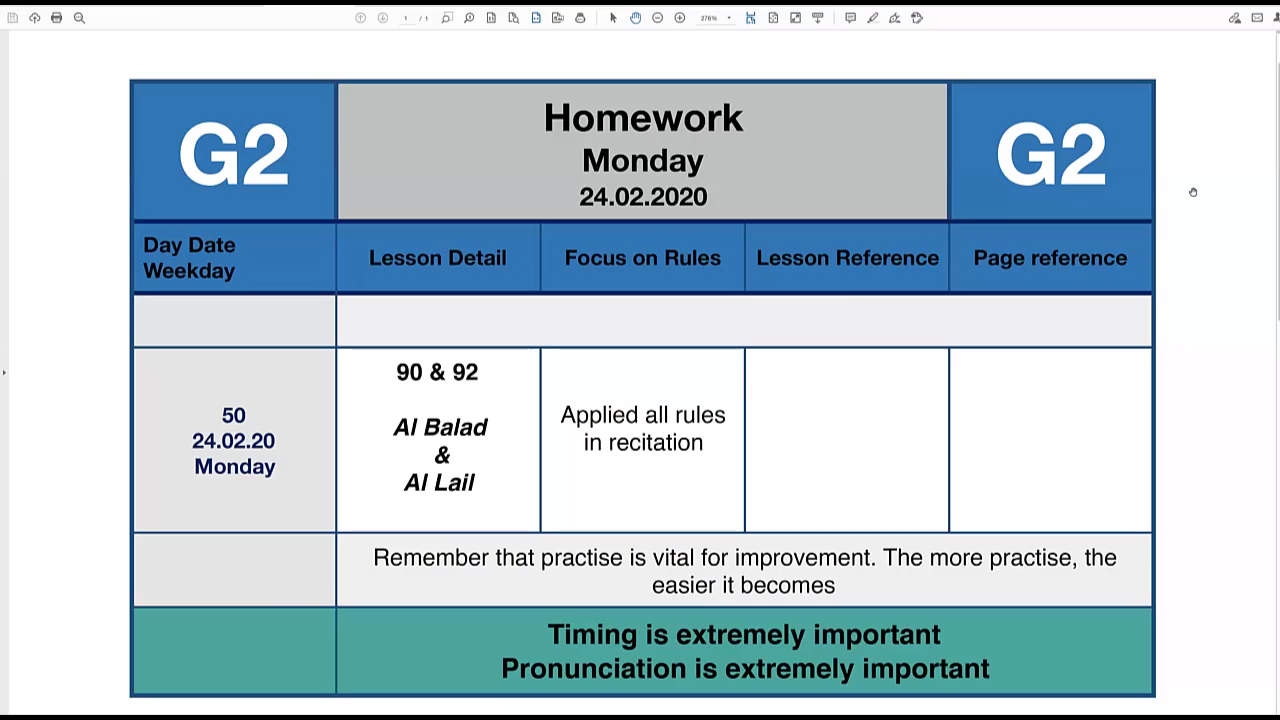 1 / 1
276%
G2
Homework
Monday
24.02.2020
G2
Day Date
Weekday
Lesson Detail
Focus on Rules
Lesson Reference
Page reference
50
24.02.20
Monday
90 & 92
Al Balad
&
Al Lail
Applied all rules
in recitation
Remember that practise is vital for improvement. The more practise, the
easier it becomes
Timing is extremely important
Pronunciation is extremely important